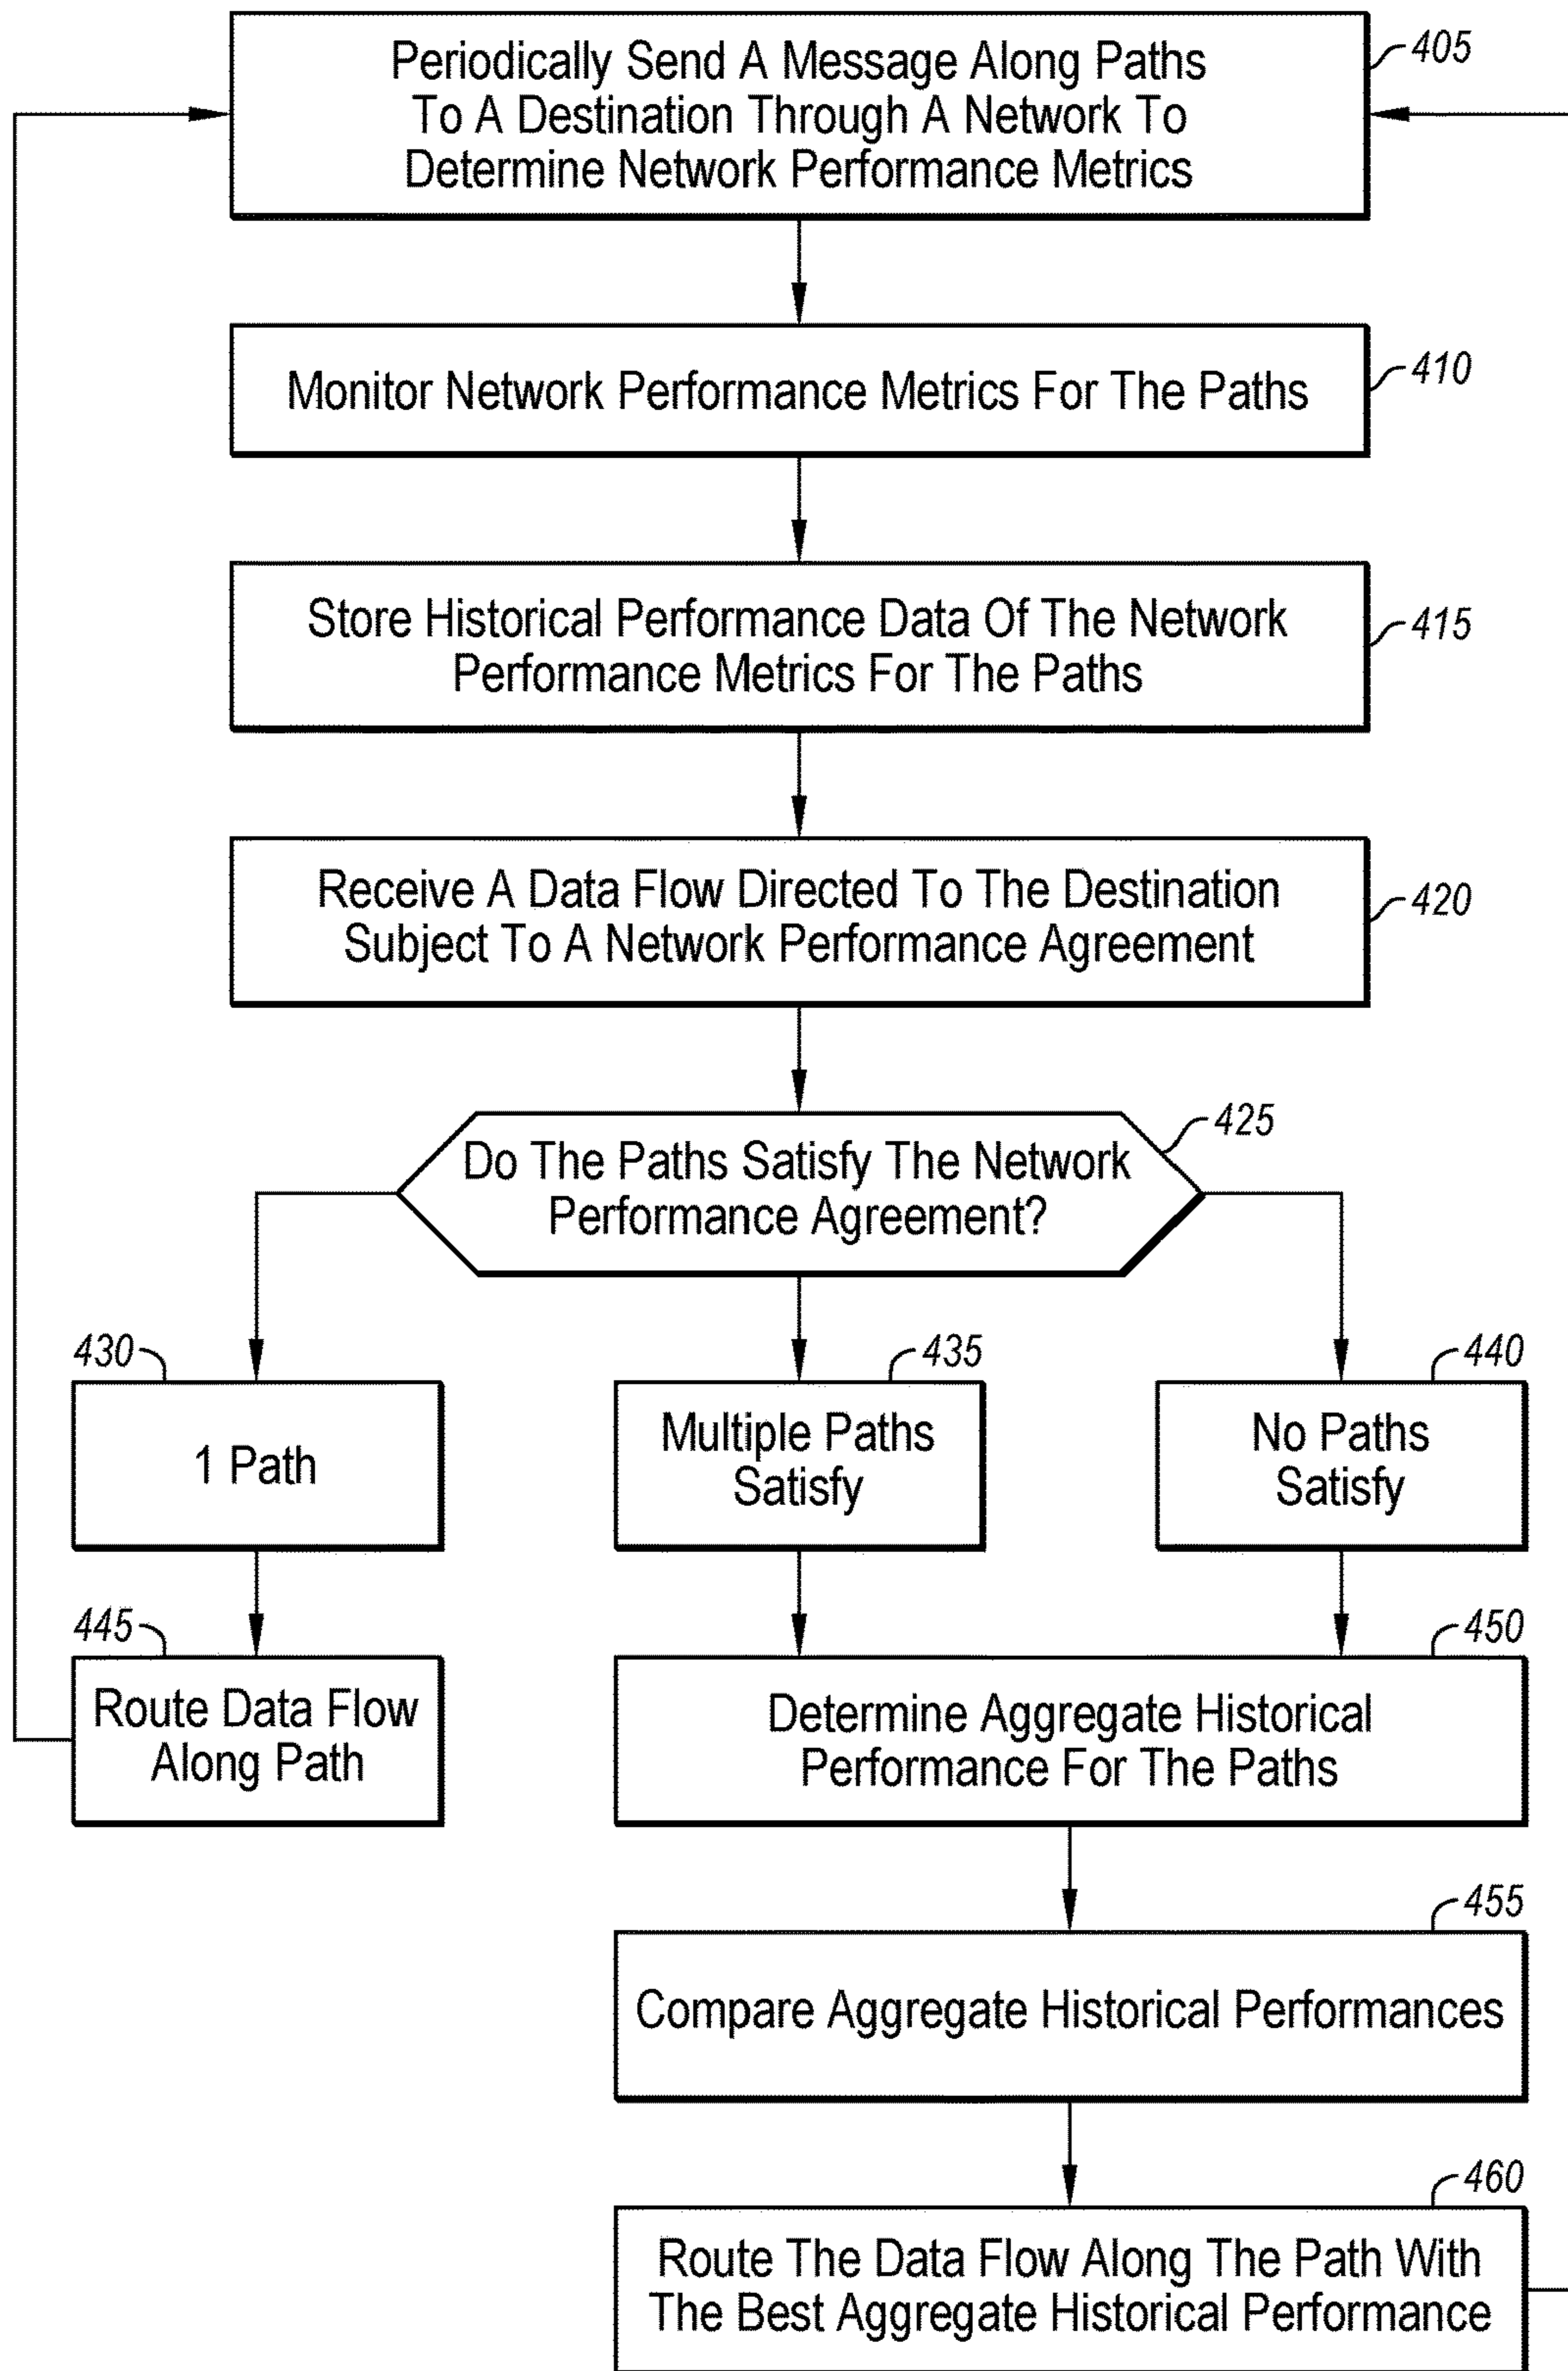 Periodically Send A Message Along Paths
To A Destination Through A Network To
Determine Network Performance Metrics
405
Monitor Network Performance Metrics For The Paths
410
Store Historical Performance Data Of The Network
Performance Metrics For The Paths
415
Receive A Data Flow Directed To The Destination
Subject To A Network Performance Agreement
420
Do The Paths Satisfy The Network
Performance Agreement?
425
430
1 Path
435
Multiple Paths
Satisfy
440
No Paths
Satisfy
445
Route Data Flow
Along Path
450
Determine Aggregate Historical
Performance For The Paths
455
Compare Aggregate Historical Performances
460
Route The Data Flow Along The Path With
The Best Aggregate Historical Performance